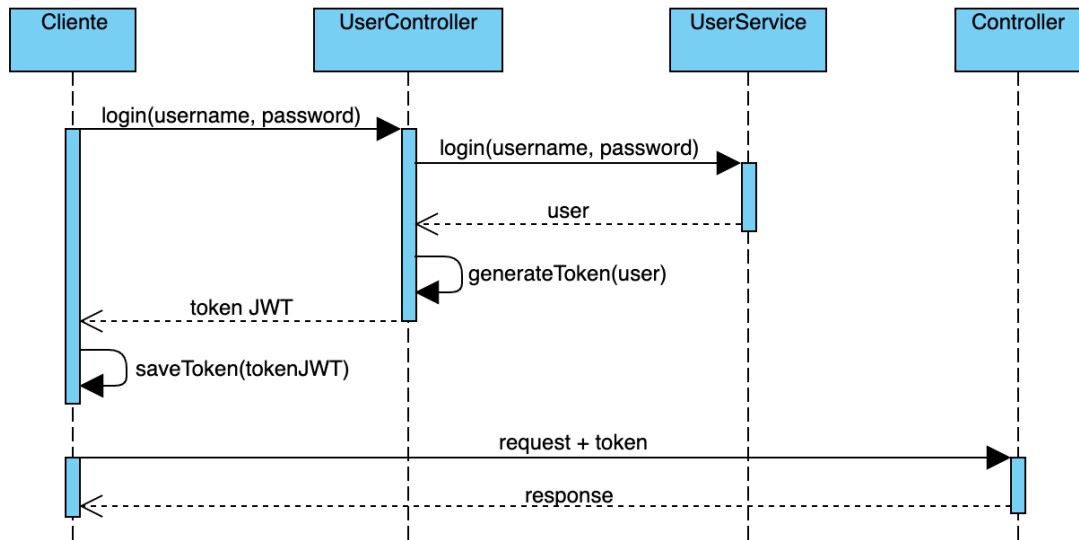 Cliente
UserController
UserService
Controller
login(username, password)
login(username, password)
user
generateToken(user)
token JWT
saveToken(tokenJWT)
request + token
response